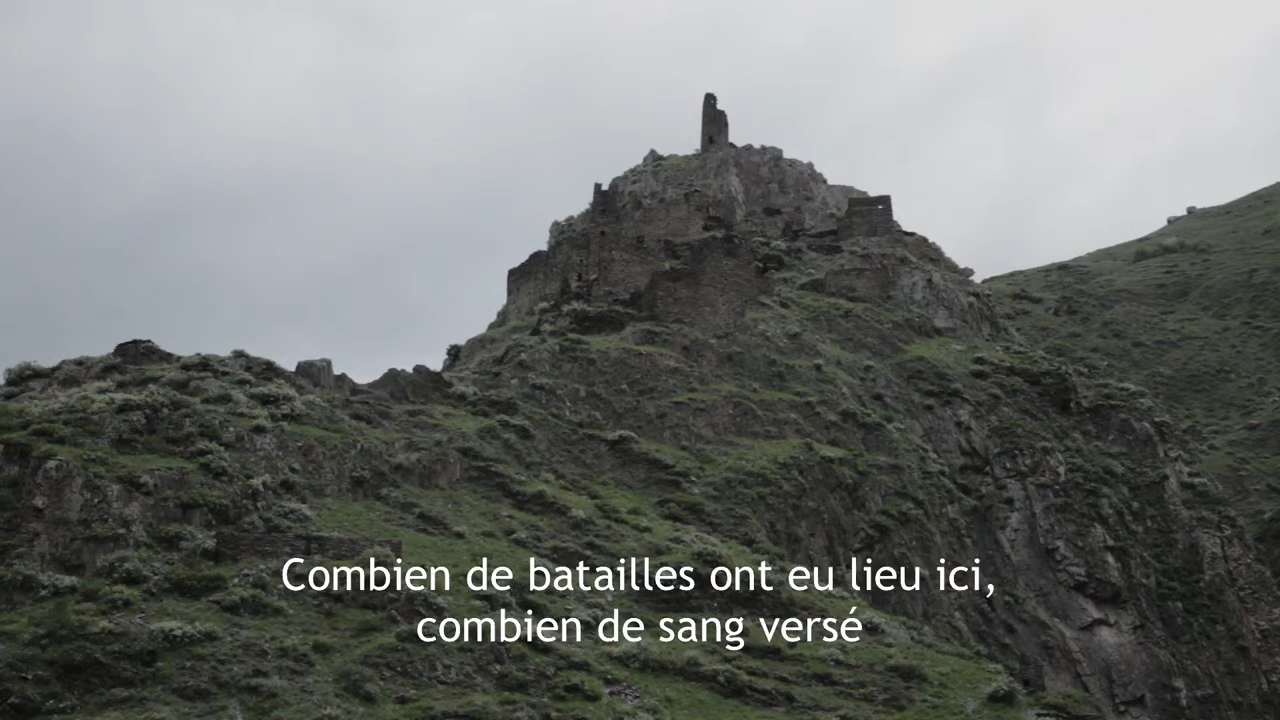 Combien de batailles ont eu lieu ici,
combien de sang versé